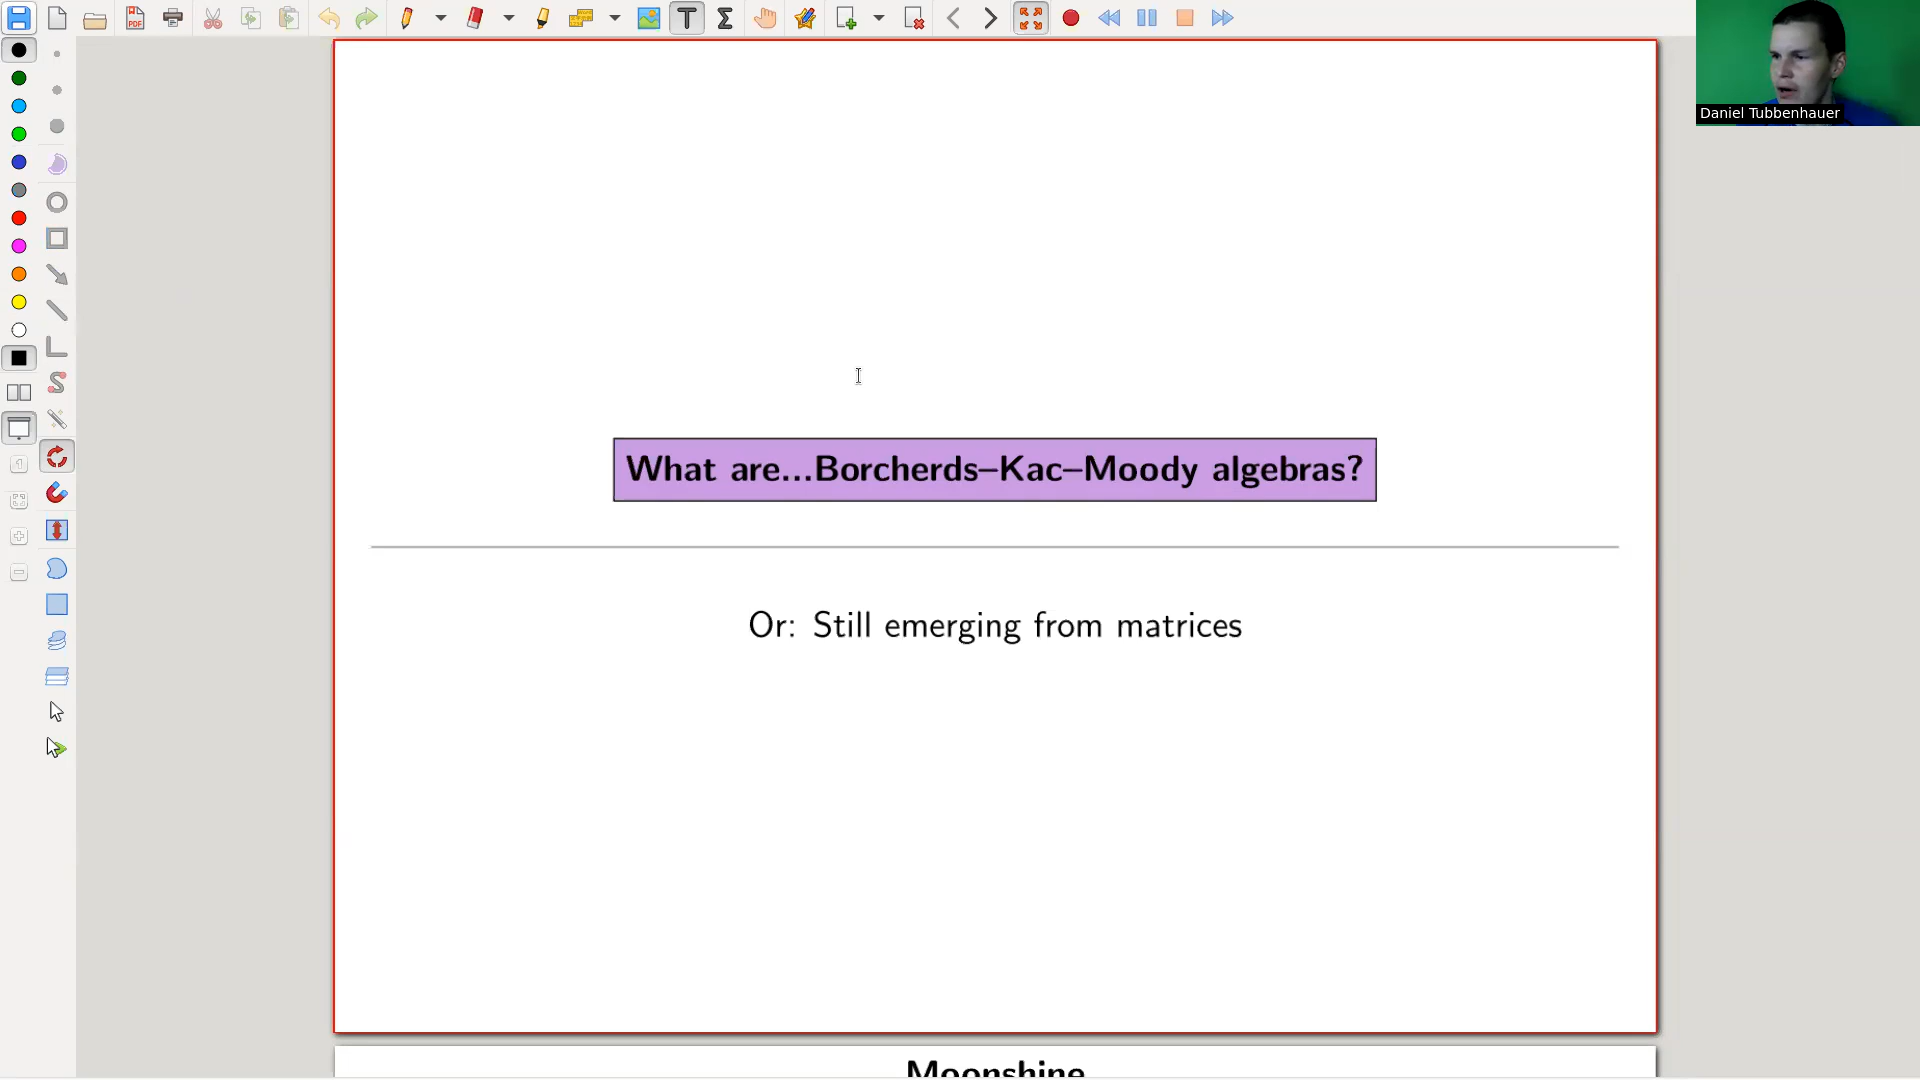 Daniel Tubbenhauer
What are...Borcherds–Kac–Moody algebras?
Or: Still emerging from matrices
Moonshine